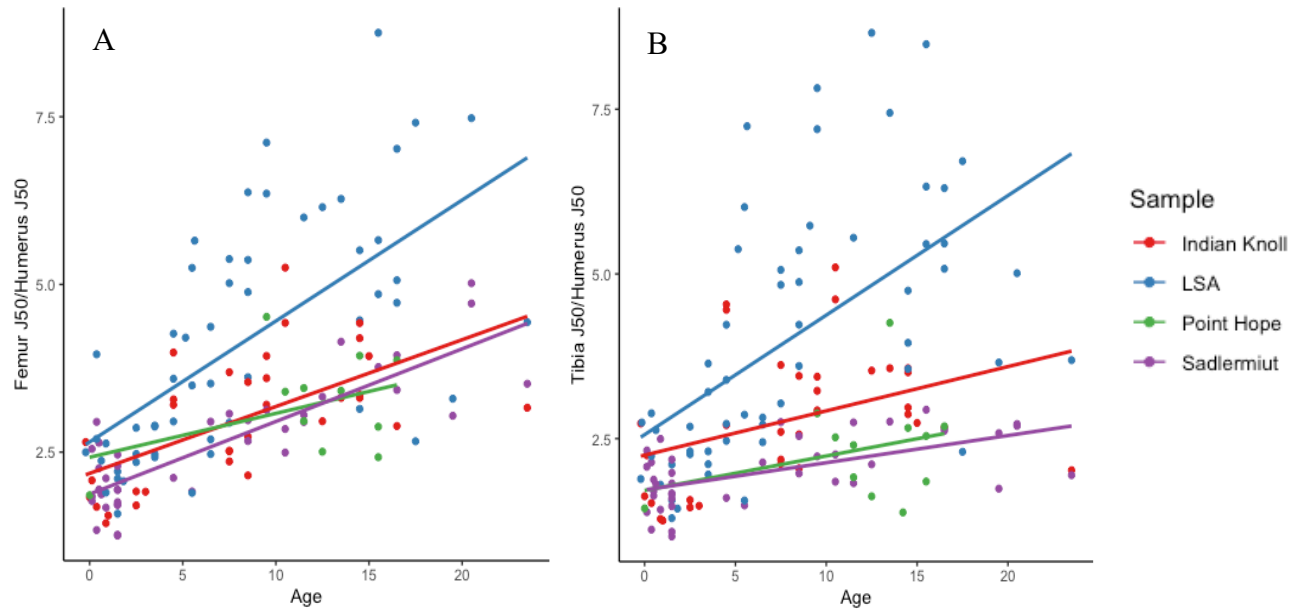 A
Femur J50/Humerus J50
7.5
5.0
2.5
0 5 10 15 20
Age
B
Tibia J50/Humerus J50
7.5
5.0
2.5
0 5 10 15 20
Age
Sample
Indian Knoll
LSA
Point Hope
Sadlermiut